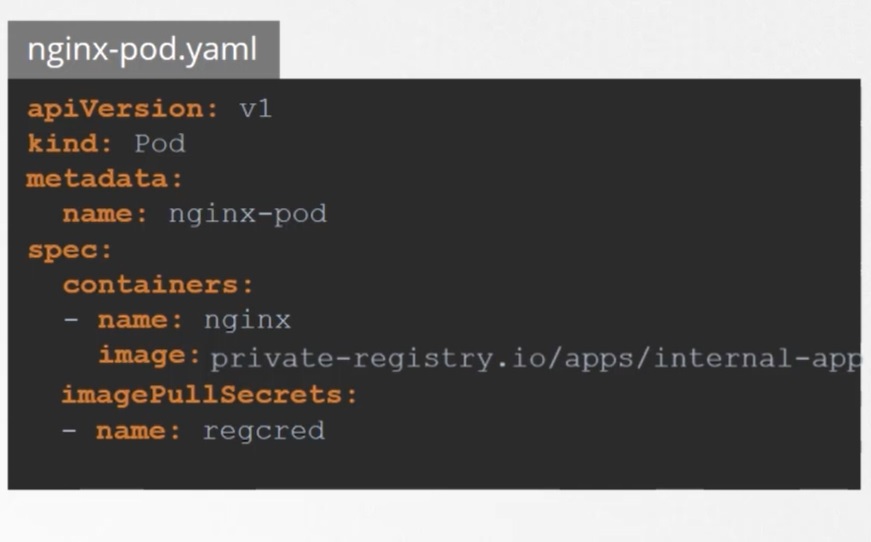 nginx-pod.yaml
apiVersion: v1
kind: Pod
metadata:
  name: nginx-pod
spec:
  containers:
  - name: nginx
    image: private-registry.io/apps/internal-app
  imagePullSecrets:
  - name: regcred